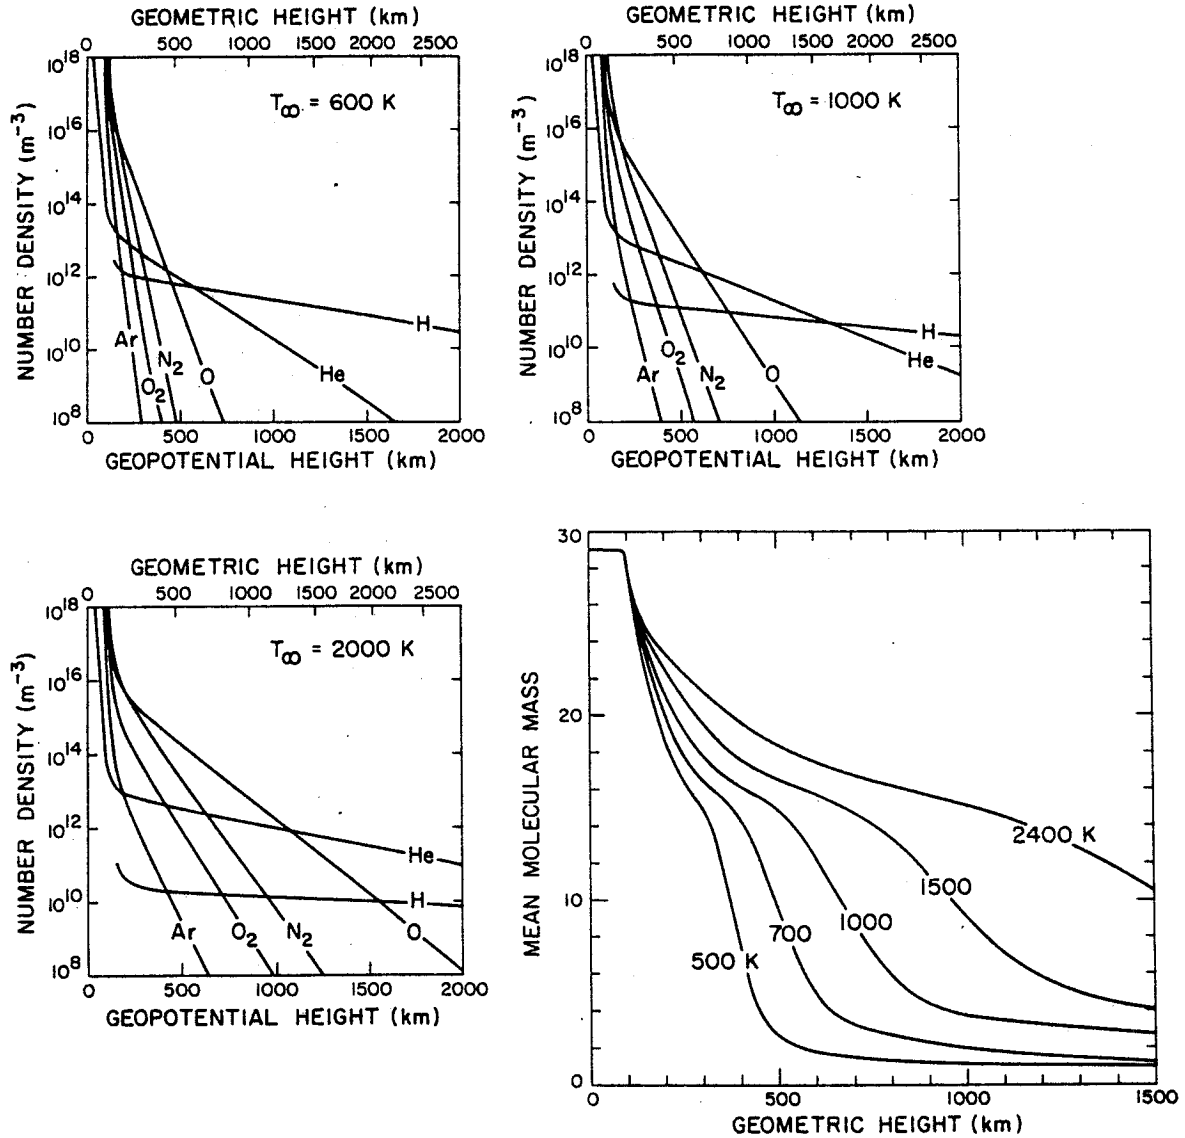 GEOMETRIC HEIGHT (km)
0 500 1000 1500 2000 2500
10^18
10^16
10^14
10^12
10^10
10^8
NUMBER DENSITY (m^-3)
T∞ = 600 K
Ar
O2
N2
O
He
H
0 500 1000 1500 2000
GEOPOTENTIAL HEIGHT (km)
GEOMETRIC HEIGHT (km)
0 500 1000 1500 2000 2500
10^18
10^16
10^14
10^12
10^10
10^8
NUMBER DENSITY (m^-3)
T∞ = 1000 K
Ar
O2
N2
O
H
He
0 500 1000 1500 2000
GEOPOTENTIAL HEIGHT (km)
GEOMETRIC HEIGHT (km)
0 500 1000 1500 2000 2500
10^18
10^16
10^14
10^12
10^10
10^8
NUMBER DENSITY (m^-3)
T∞ = 2000 K
He
H
Ar
O2
N2
O
0 500 1000 1500 2000
GEOPOTENTIAL HEIGHT (km)
30
20
10
0
MEAN MOLECULAR MASS
2400 K
1500
1000
700
500 K
0 500 1000 1500
GEOMETRIC HEIGHT (km)